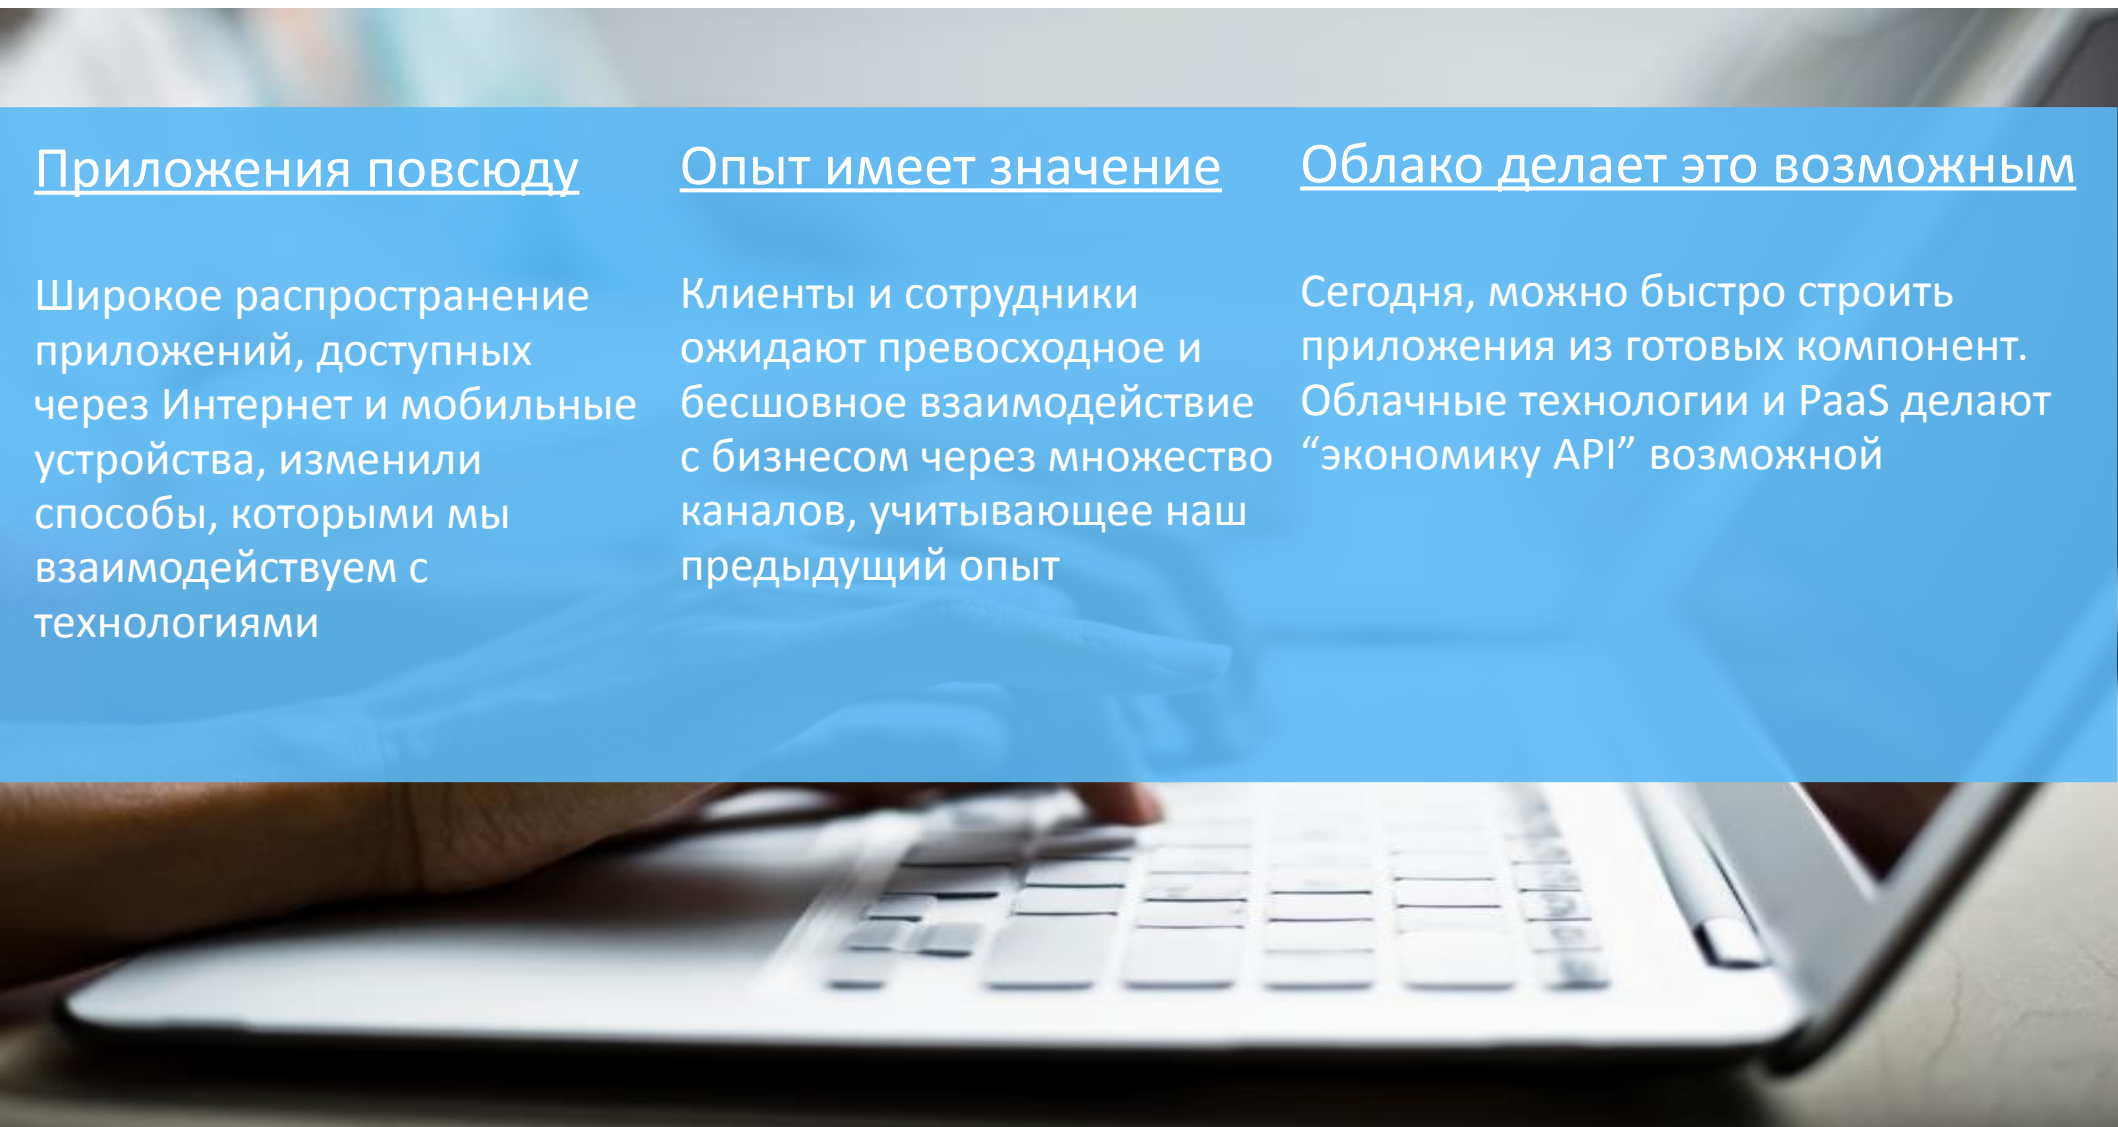 Приложения повсюду
Широкое распространение
приложений, доступных
через Интернет и мобильные
устройства, изменили
способы, которыми мы
взаимодействуем с
технологиями
Опыт имеет значение
Клиенты и сотрудники
ожидают превосходное и
бесшовное взаимодействие
с бизнесом через множество
каналов, учитывающее наш
предыдущий опыт
Облако делает это возможным
Сегодня, можно быстро строить
приложения из готовых компонент.
Облачные технологии и PaaS делают
“экономику API” возможной